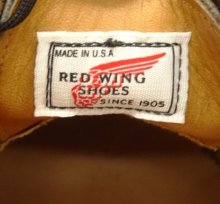 MADE IN U.S.A
RED WING
SHOES
SINCE 1905